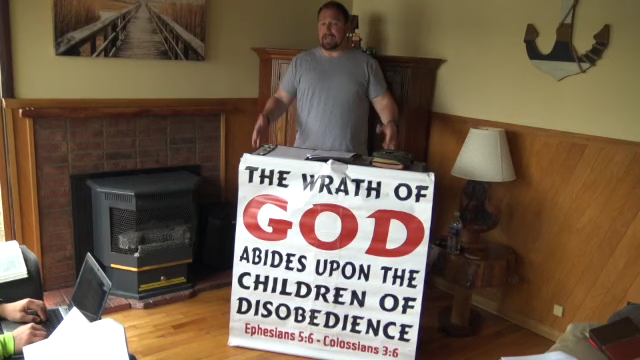 THE WRATH OF
GOD
ABIDES UPON THE
CHILDREN OF
DISOBEDIENCE
Ephesians 5:6 - Colossians 3:6